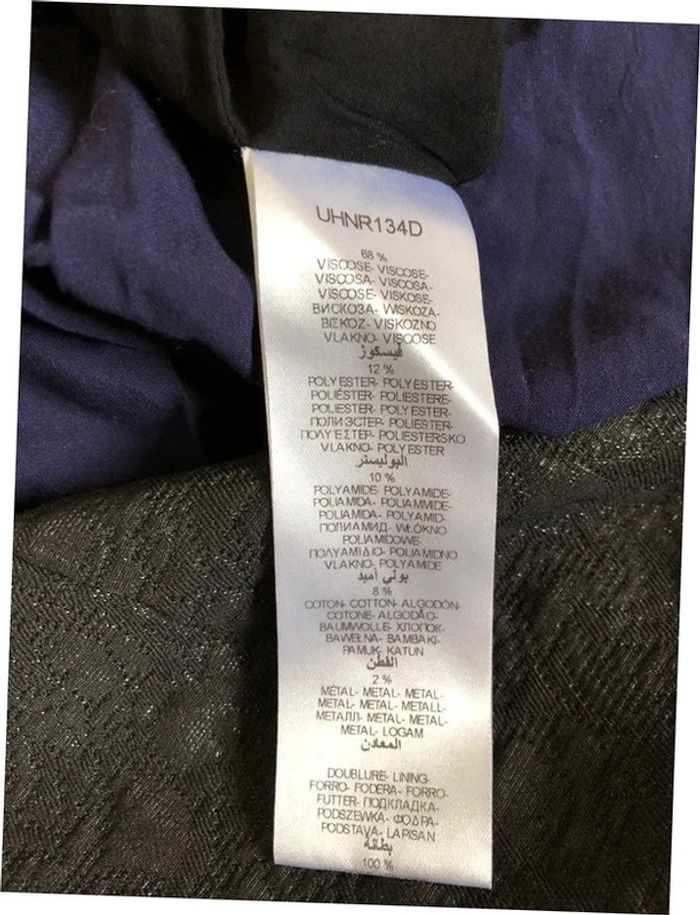 UHNR134D
68 %
VISCOSE- VISCOSE-
VISCOSA- VISCOSA-
VISCOSE- VISKOSE-
ВИСКОЗА- WISKOZA-
ΒΙΣΚΟΖ- VISKOZNO
VLAKNO- VISCOSE
فيسكوز
12 %
POLYESTER- POLYESTER-
POLIÉSTER- POLIESTERE-
POLIESTER- POLYESTER-
ПОЛИЭСТЕР- POLIESTER-
ΠΟΛΥΕΣΤΕΡ- POLIESTERSKO
VLAKNO- POLYESTER
البوليستر
10 %
POLYAMIDE- POLYAMIDE-
POLIAMIDA- POLIAMMIDE-
POLIAMIDA- POLYAMID-
ПОЛИАМИД- WŁÓKNO
POLIAMIDOWE-
ΠΟΛΥΑΜΙΔΙΟ- POLIAMIDNO
VLAKNO- POLYAMIDE
بولي أميد
8 %
COTON- COTTON- ALGODÓN-
COTONE- ALGODÃO-
BAUMWOLLE- ХЛОПОК-
BAWEŁNA- ΒΑΜΒΑΚΙ-
PAMUK- KATUN
القطن
2 %
MÉTAL- METAL- METAL-
METAL- METAL- METALL-
МЕТАЛЛ- METAL- METAL-
METAL- LOGAM
المعادن
DOUBLURE- LINING-
FORRO- FODERA- FORRO-
FUTTER- ПОДКЛАДКА-
PODSZEWKA- ΦΟΔΡΑ-
PODSTAVA- LAPISAN
بطانة
100 %